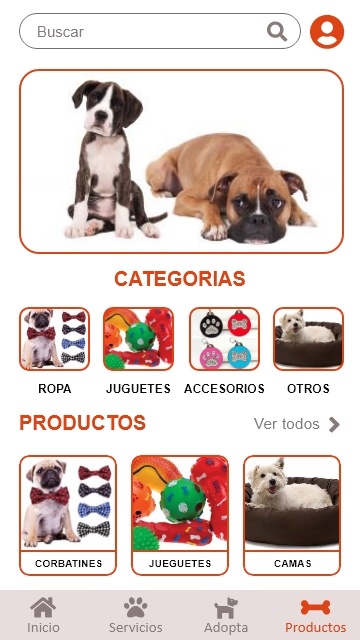 Buscar
CATEGORIAS
ROPA JUGUETES ACCESORIOS OTROS
PRODUCTOS Ver todos
CORBATINES JUEGUETES CAMAS
Inicio Servicios Adopta Productos